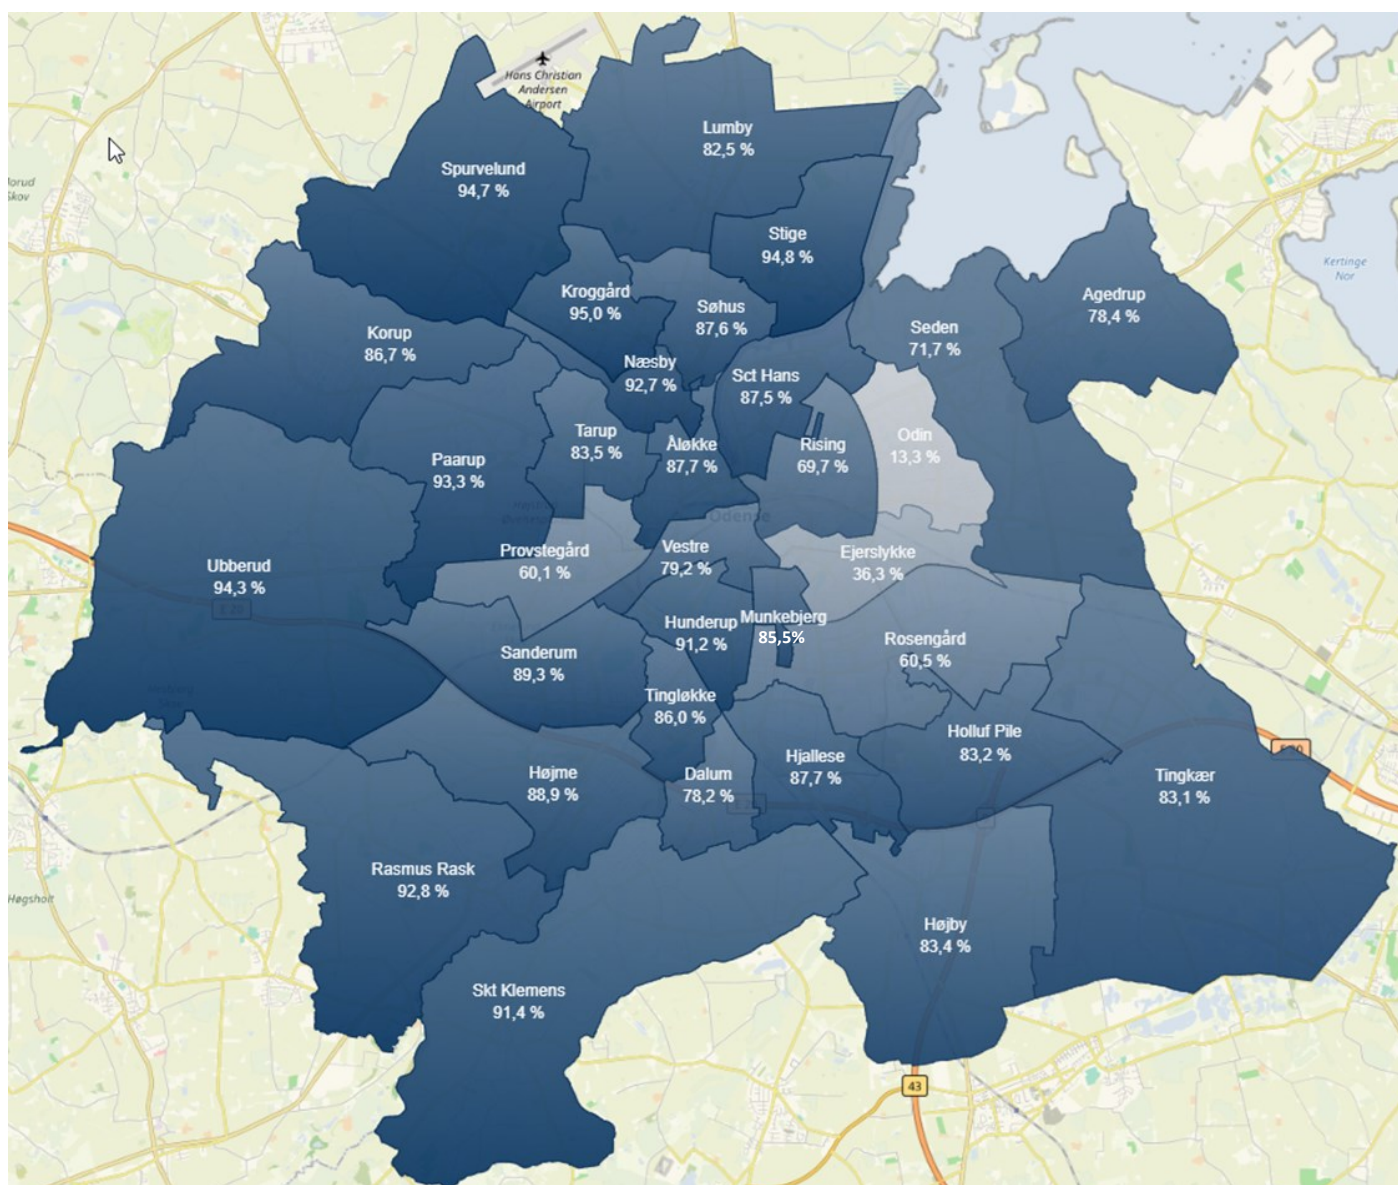 Hans Christian
Andersen
Airport
Lumby
82,5 %
Spurvelund
94,7 %
Skov
Stige
94,8 %
Kertinge
Nor
Kroggård
95,0 %
Søhus
87,6 %
Agedrup
78,4 %
Korup
86,7 %
Seden
71,7 %
Næsby
92,7 %
Sct Hans
87,5 %
Tarup
83,5 %
Åløkke
87,7 %
Rising
69,7 %
Odin
13,3 %
Paarup
93,3 %
Odense
Provstegård
60,1 %
Vestre
79,2 %
Ejerslykke
36,3 %
Ubberud
94,3 %
E 20
Munkebjerg
85,5%
Hunderup
91,2 %
Rosengård
60,5 %
Sanderum
89,3 %
Tingløkke
86,0 %
Holluf Pile
83,2 %
Hjallese
87,7 %
Højme
88,9 %
Dalum
78,2 %
Tingkær
83,1 %
Rasmus Rask
92,8 %
Høgsholt
Højby
83,4 %
Skt Klemens
91,4 %
43